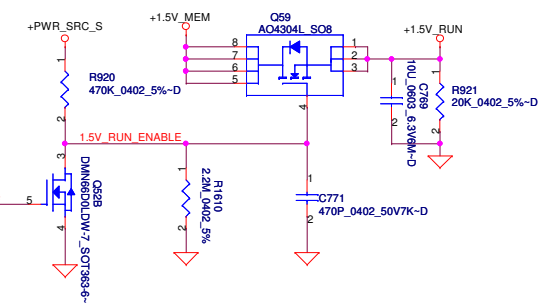 +PWR_SRC_S
+1.5V_MEM
Q59
AO4304L_SO8
+1.5V_RUN
8
7
6
5
1
2
3
4
1
R920
470K_0402_5%~D
2
1
10U_0603_6.3V6M~D
C769
2
1
R921
20K_0402_5%~D
2
1.5V_RUN_ENABLE
3
5
4
Q52B
DMN66D0LDW-7_SOT363-6~
1
R1610
2.2M_0402_5%
2
1
C771
470P_0402_50V7K~D
2